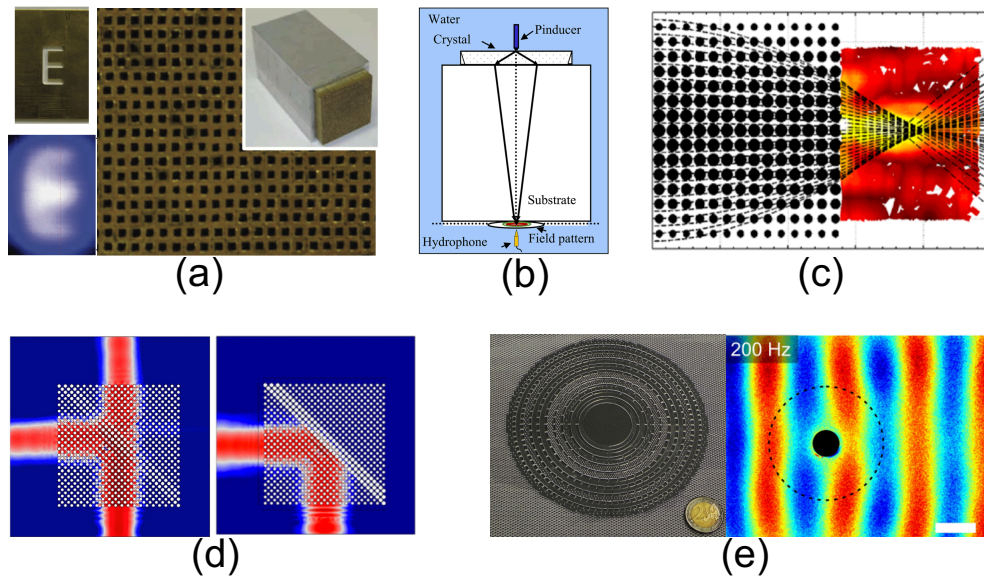 E
Water
Crystal
Pinducer
Substrate
Hydrophone
Field pattern
(a)
(b)
(c)
200 Hz
(d)
(e)